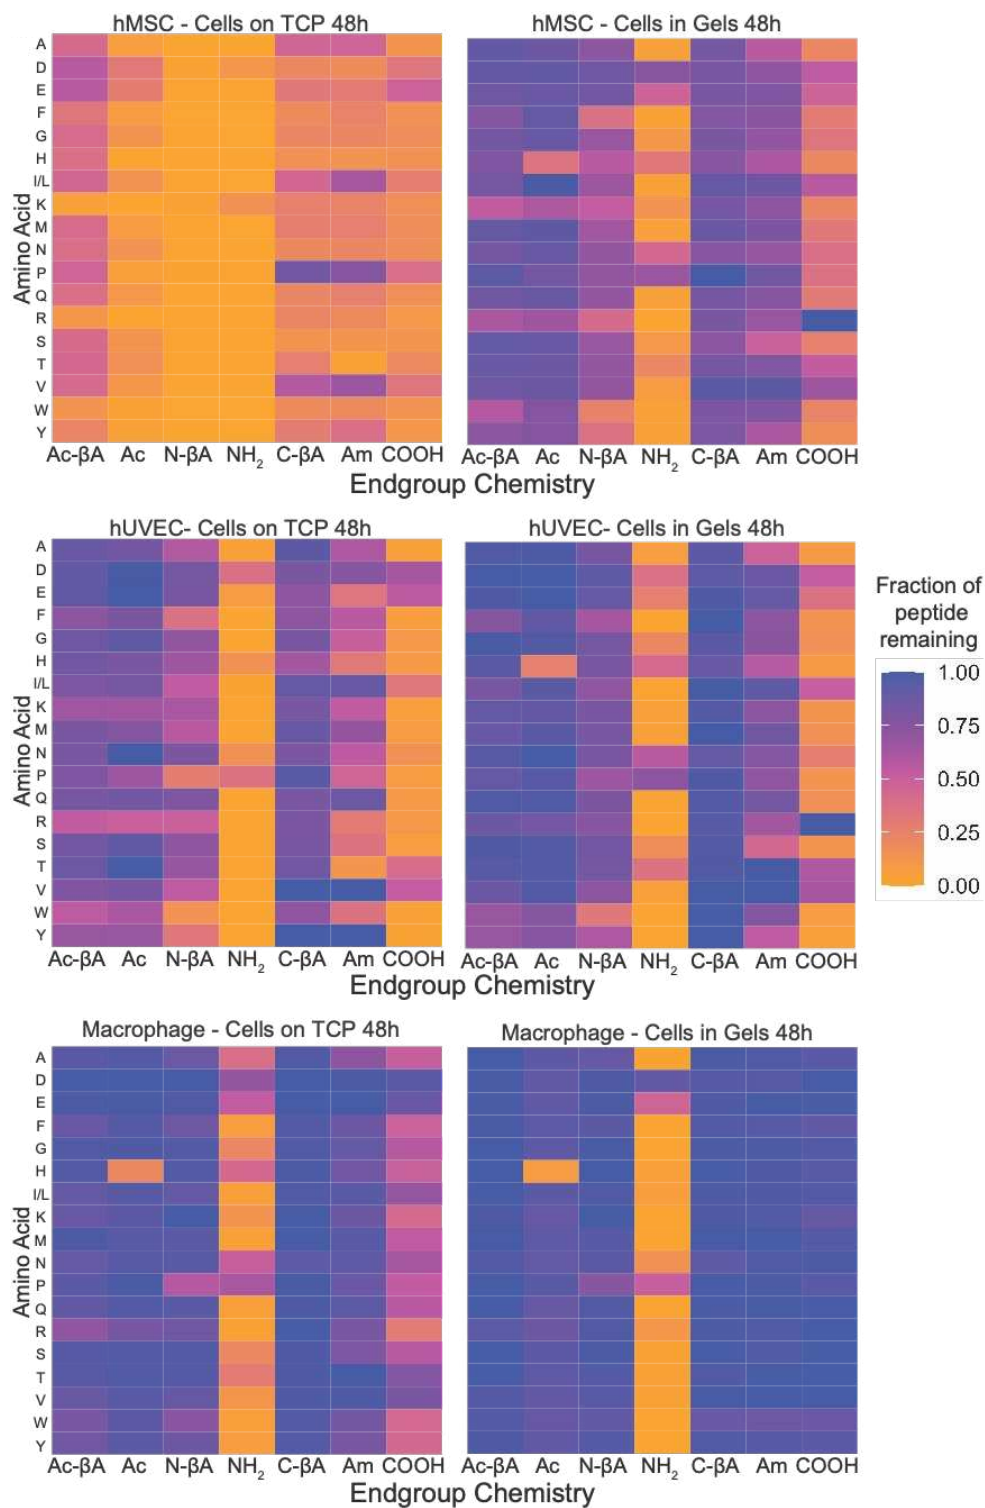 hMSC - Cells on TCP 48h
hMSC - Cells in Gels 48h
Amino Acid
A
D
E
F
G
H
I/L
K
M
N
P
Q
R
S
T
V
W
Y
Ac-βA Ac N-βA NH₂ C-βA Am COOH
Ac-βA Ac N-βA NH₂ C-βA Am COOH
Endgroup Chemistry
hUVEC- Cells on TCP 48h
hUVEC- Cells in Gels 48h
Amino Acid
A
D
E
F
G
H
I/L
K
M
N
P
Q
R
S
T
V
W
Y
Ac-βA Ac N-βA NH₂ C-βA Am COOH
Ac-βA Ac N-βA NH₂ C-βA Am COOH
Endgroup Chemistry
Fraction of
peptide
remaining
1.00
0.75
0.50
0.25
0.00
Macrophage - Cells on TCP 48h
Macrophage - Cells in Gels 48h
Amino Acid
A
D
E
F
G
H
I/L
K
M
N
P
Q
R
S
T
V
W
Y
Ac-βA Ac N-βA NH₂ C-βA Am COOH
Ac-βA Ac N-βA NH₂ C-βA Am COOH
Endgroup Chemistry